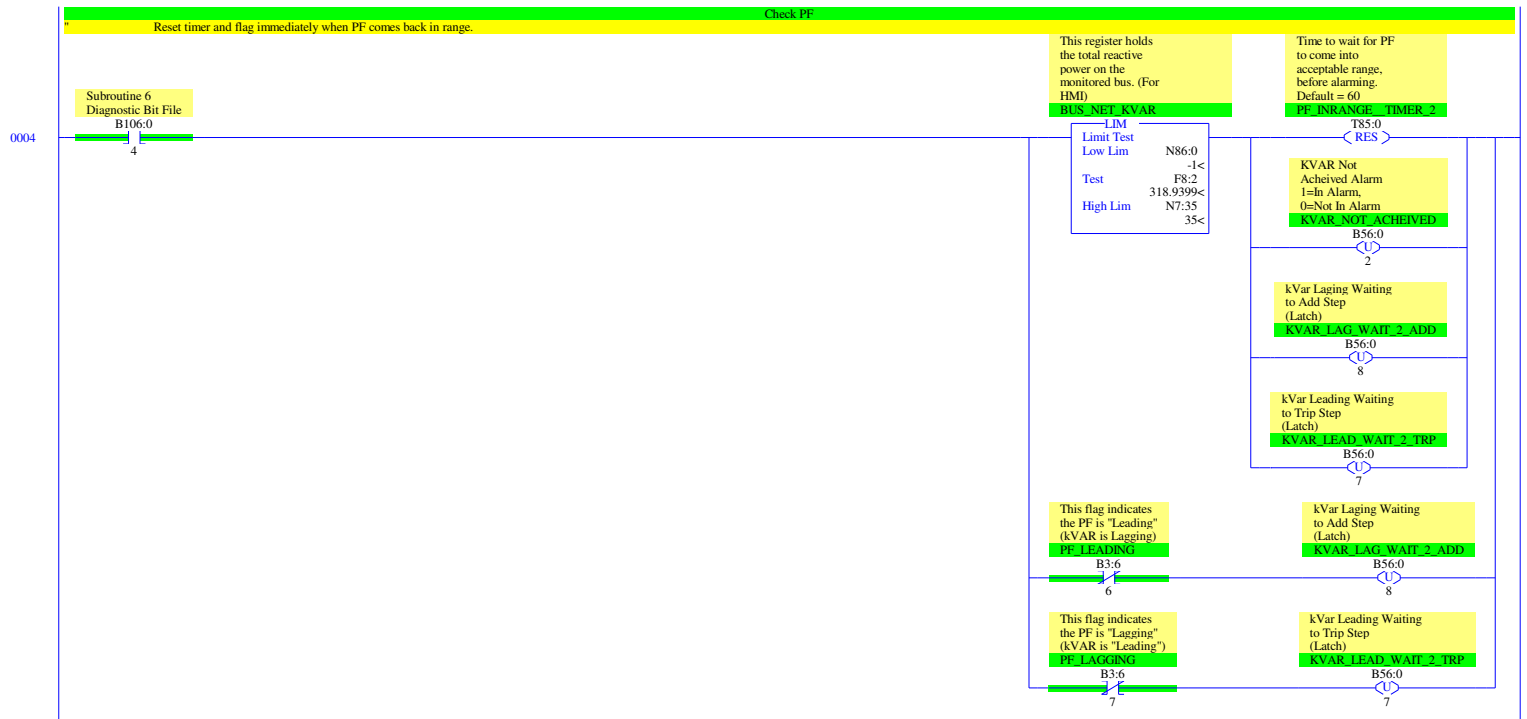 Check PF
" Reset timer and flag immediately when PF comes back in range.
This register holds
the total reactive
power on the
monitored bus. (For
HMI)
BUS_NET_KVAR
Time to wait for PF
to come into
acceptable range,
before alarming.
Default = 60
PF_INRANGE__TIMER_2
Subroutine 6
Diagnostic Bit File
B106:0
4
0004
LIM
Limit Test
Low Lim N86:0
-1<
Test F8:2
318.9399<
High Lim N7:35
35<
T85:0
RES
KVAR Not
Acheived Alarm
1=In Alarm,
0=Not In Alarm
KVAR_NOT_ACHEIVED
B56:0
U
2
kVar Laging Waiting
to Add Step
(Latch)
KVAR_LAG_WAIT_2_ADD
B56:0
U
8
kVar Leading Waiting
to Trip Step
(Latch)
KVAR_LEAD_WAIT_2_TRP
B56:0
U
7
This flag indicates
the PF is "Leading"
(kVAR is Lagging)
PF_LEADING
B3:6
6
kVar Laging Waiting
to Add Step
(Latch)
KVAR_LAG_WAIT_2_ADD
B56:0
U
8
This flag indicates
the PF is "Lagging"
(kVAR is "Leading")
PF_LAGGING
B3:6
7
kVar Leading Waiting
to Trip Step
(Latch)
KVAR_LEAD_WAIT_2_TRP
B56:0
U
7